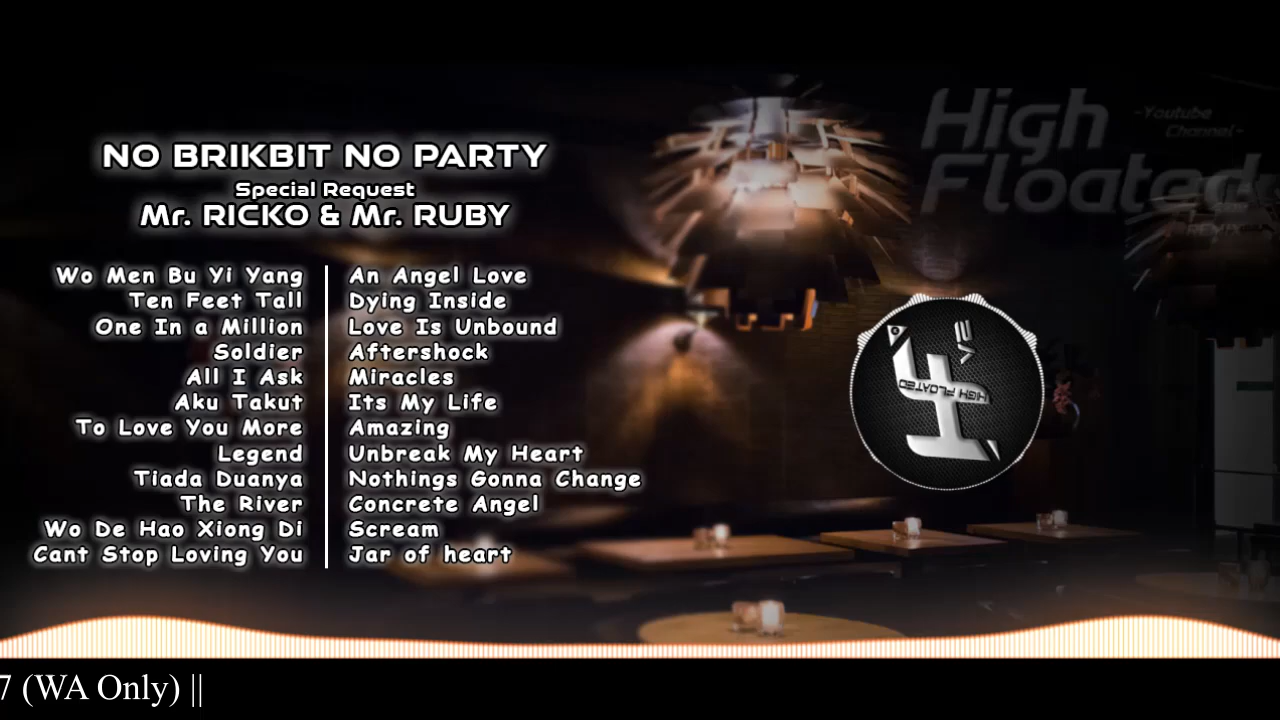 NO BRIKBIT NO PARTY
Special Request
Mr. RICKO & Mr. RUBY
Wo Men Bu Yi Yang
Ten Feet Tall
One In a Million
Soldier
All I Ask
Aku Takut
To Love You More
Legend
Tiada Duanya
The River
Wo De Hao Xiong Di
Cant Stop Loving You
An Angel Love
Dying Inside
Love Is Unbound
Aftershock
Miracles
Its My Life
Amazing
Unbreak My Heart
Nothings Gonna Change
Concrete Angel
Scream
Jar of heart
High
Floated
~Youtube
Channel~
HIGH FLOATED
7 (WA Only) ||